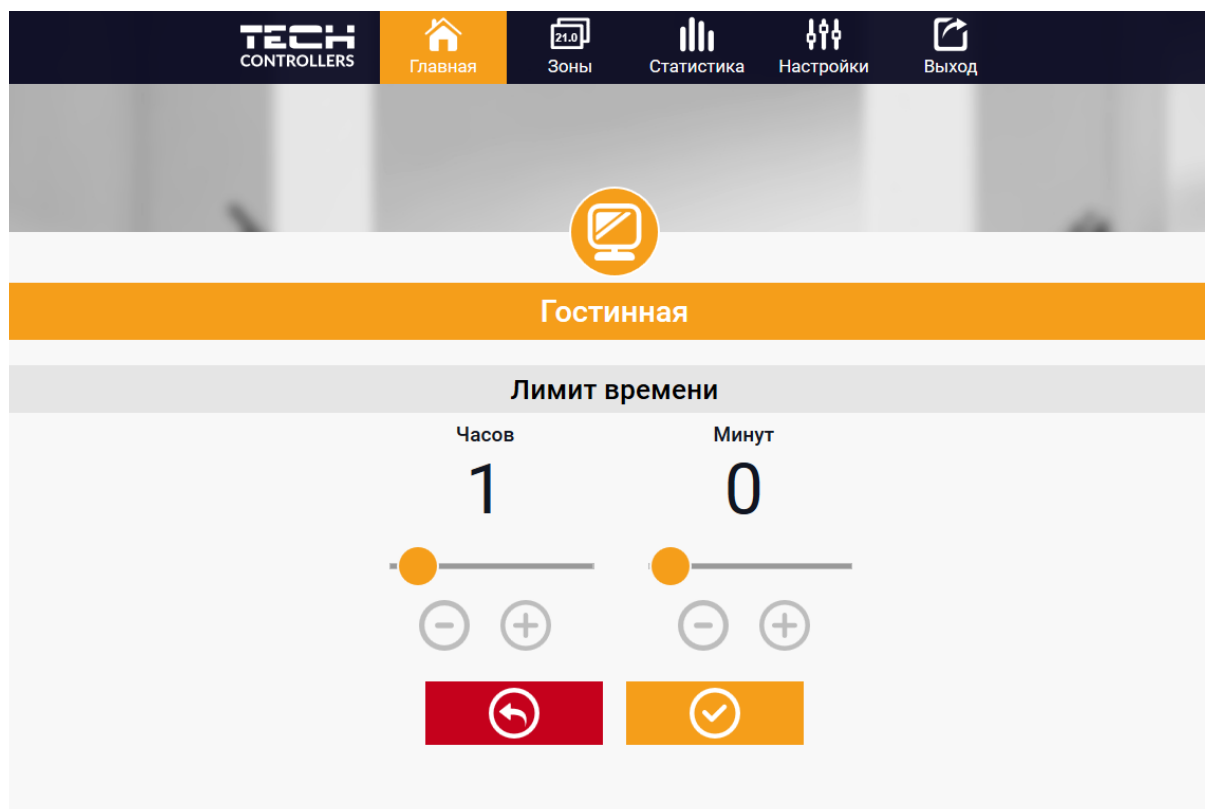 TECH
CONTROLLERS
Главная
21.0
Зоны
Статистика
Настройки
Выход
Гостинная
Лимит времени
Часов
Минут
1
0